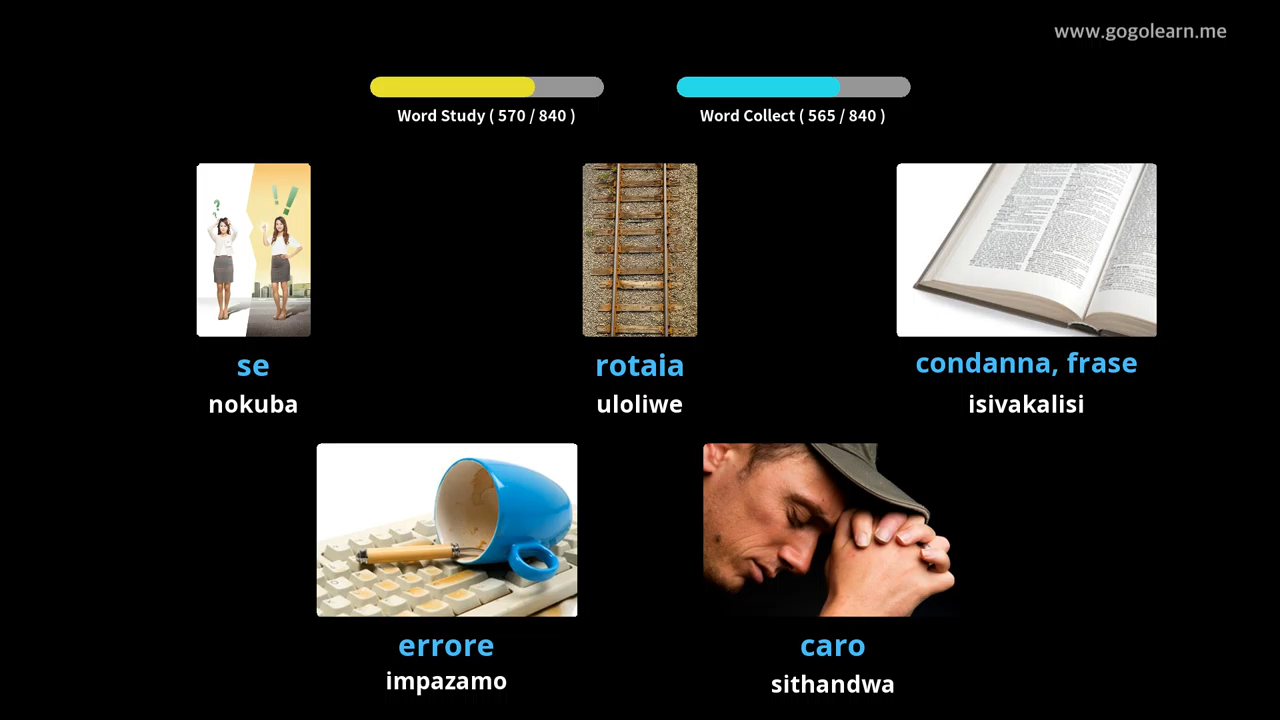 www.gogolearn.me
Word Study ( 570 / 840 )
Word Collect ( 565 / 840 )
se
nokuba
rotaia
uloliwe
condanna, frase
isivakalisi
errore
impazamo
caro
sithandwa